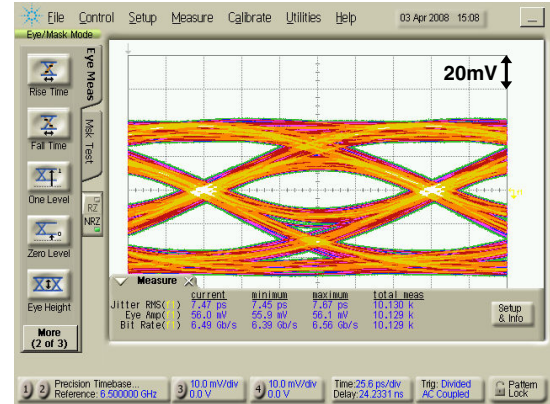 File Control Setup Measure Calibrate Utilities Help 03 Apr 2008 15:08
Eye/Mask Mode
Eye Meas
Msk Test
Rise Time
Fall Time
One Level
Zero Level
Eye Height
More
(2 of 3)
RZ
NRZ
20mV
Measure
current minimum maximum total meas
Jitter RMS( ) 7.47 ps 7.45 ps 7.67 ps 10.130 k
Eye Amp( ) 56.0 mV 55.9 mV 56.1 mV 10.129 k
Bit Rate( ) 6.49 Gb/s 6.39 Gb/s 6.56 Gb/s 10.129 k
Setup
& Info
1 2 Precision Timebase...
Reference: 6.500000 GHz
3 10.0 mV/div
0.0 V
4 10.0 mV/div
0.0 V
Time:25.6 ps/div
Delay:24.2331 ns
Trig: Divided
AC Coupled
Pattern
Lock